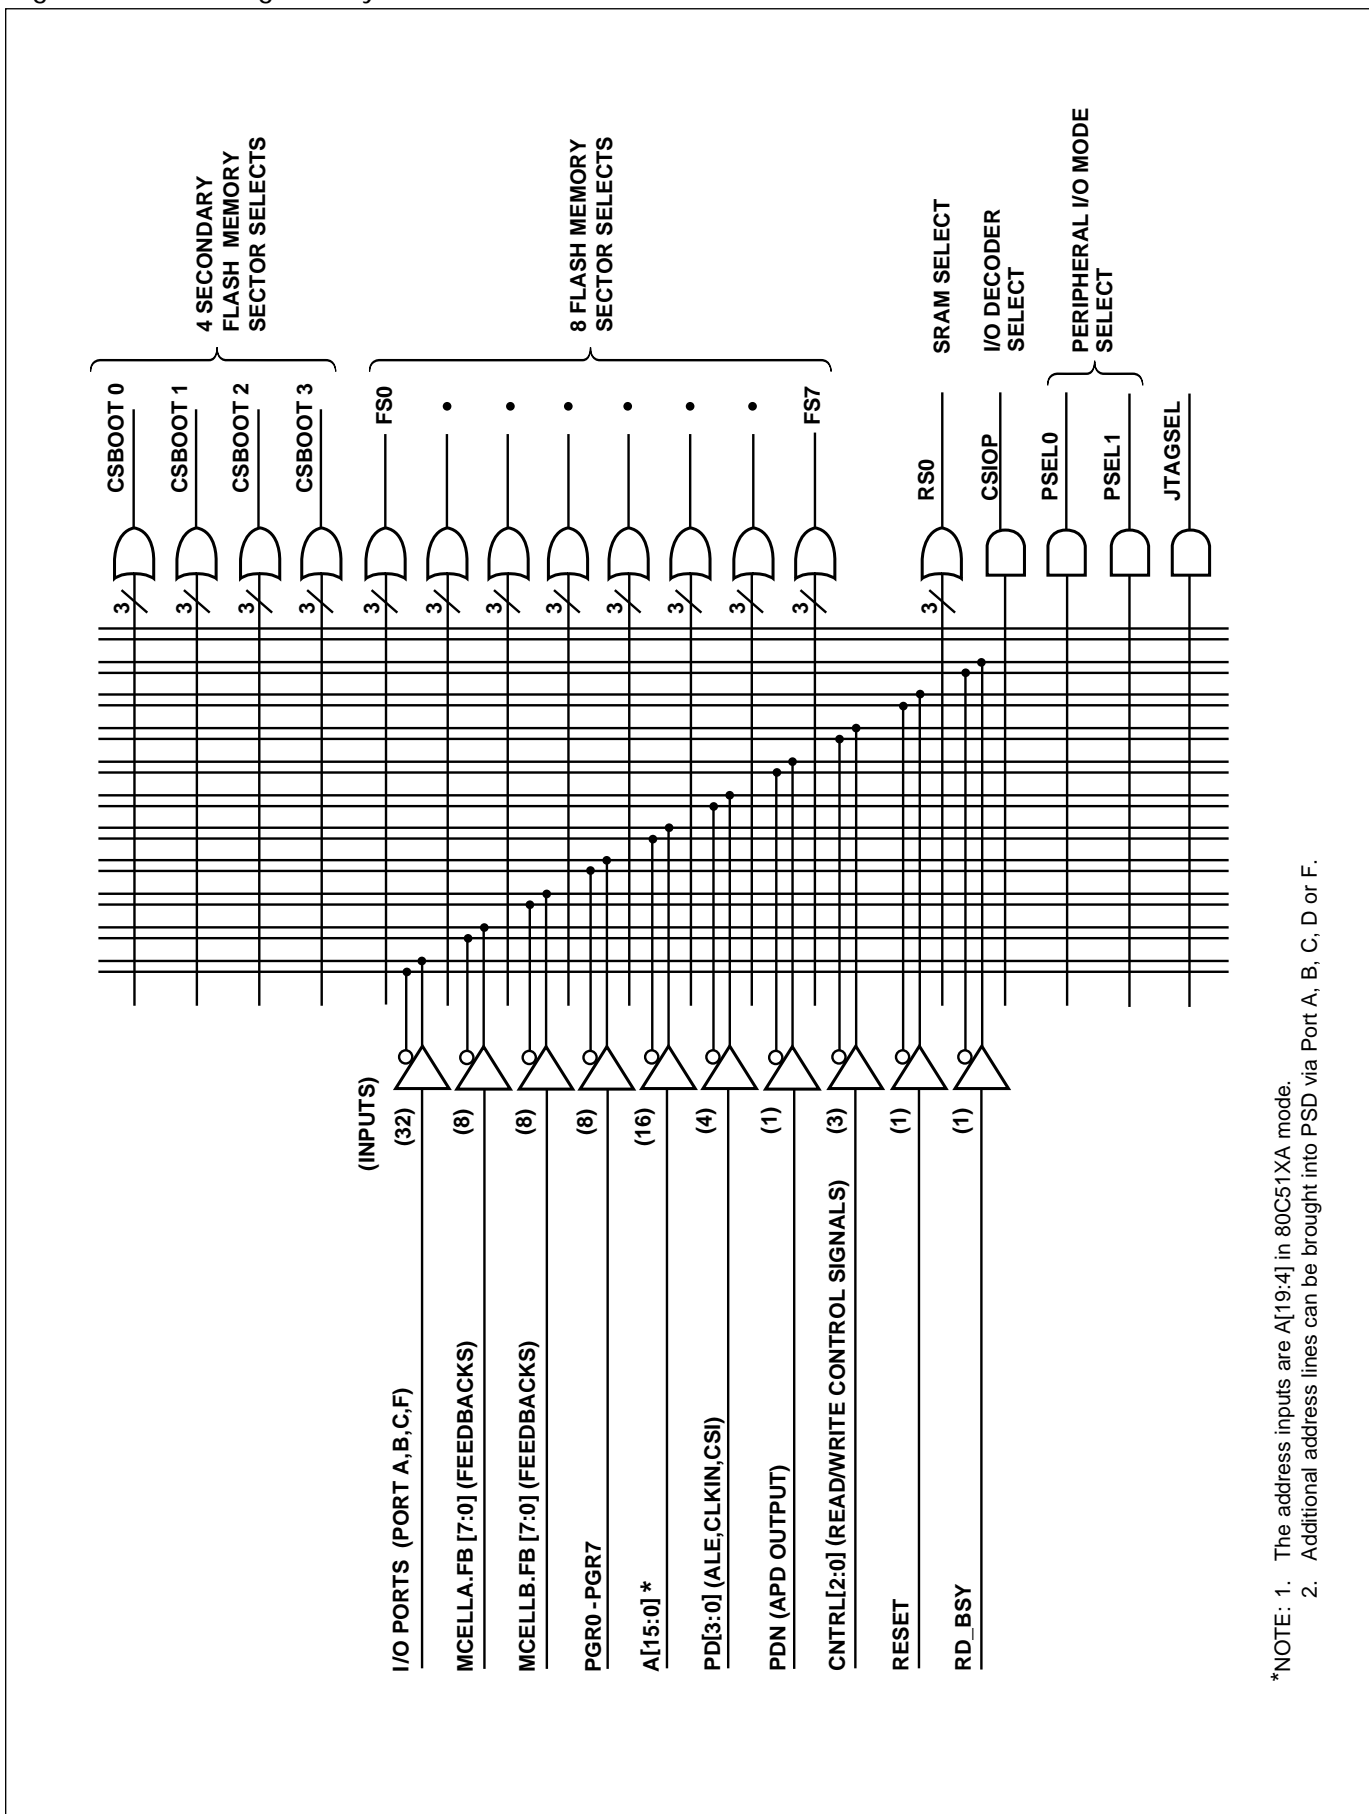 (INPUTS)
I/O PORTS (PORT A,B,C,F)
(32)
MCELLA.FB [7:0] (FEEDBACKS)
(8)
MCELLB.FB [7:0] (FEEDBACKS)
(8)
PGR0 -PGR7
(8)
A[15:0] *
(16)
PD[3:0] (ALE,CLKIN,CSI)
(4)
PDN (APD OUTPUT)
(1)
CNTRL[2:0] (READ/WRITE CONTROL SIGNALS)
(3)
RESET
(1)
RD_BSY
(1)
3
CSBOOT 0
3
CSBOOT 1
3
CSBOOT 2
3
CSBOOT 3
4 SECONDARY
FLASH MEMORY
SECTOR SELECTS
3
FS0
3
3
3
3
3
3
3
FS7
8 FLASH MEMORY
SECTOR SELECTS
3
RS0
SRAM SELECT
CSIOP
I/O DECODER
SELECT
PSEL0
PSEL1
PERIPHERAL I/O MODE
SELECT
JTAGSEL
*NOTE: 1. The address inputs are A[19:4] in 80C51XA mode.
2. Additional address lines can be brought into PSD via Port A, B, C, D or F.